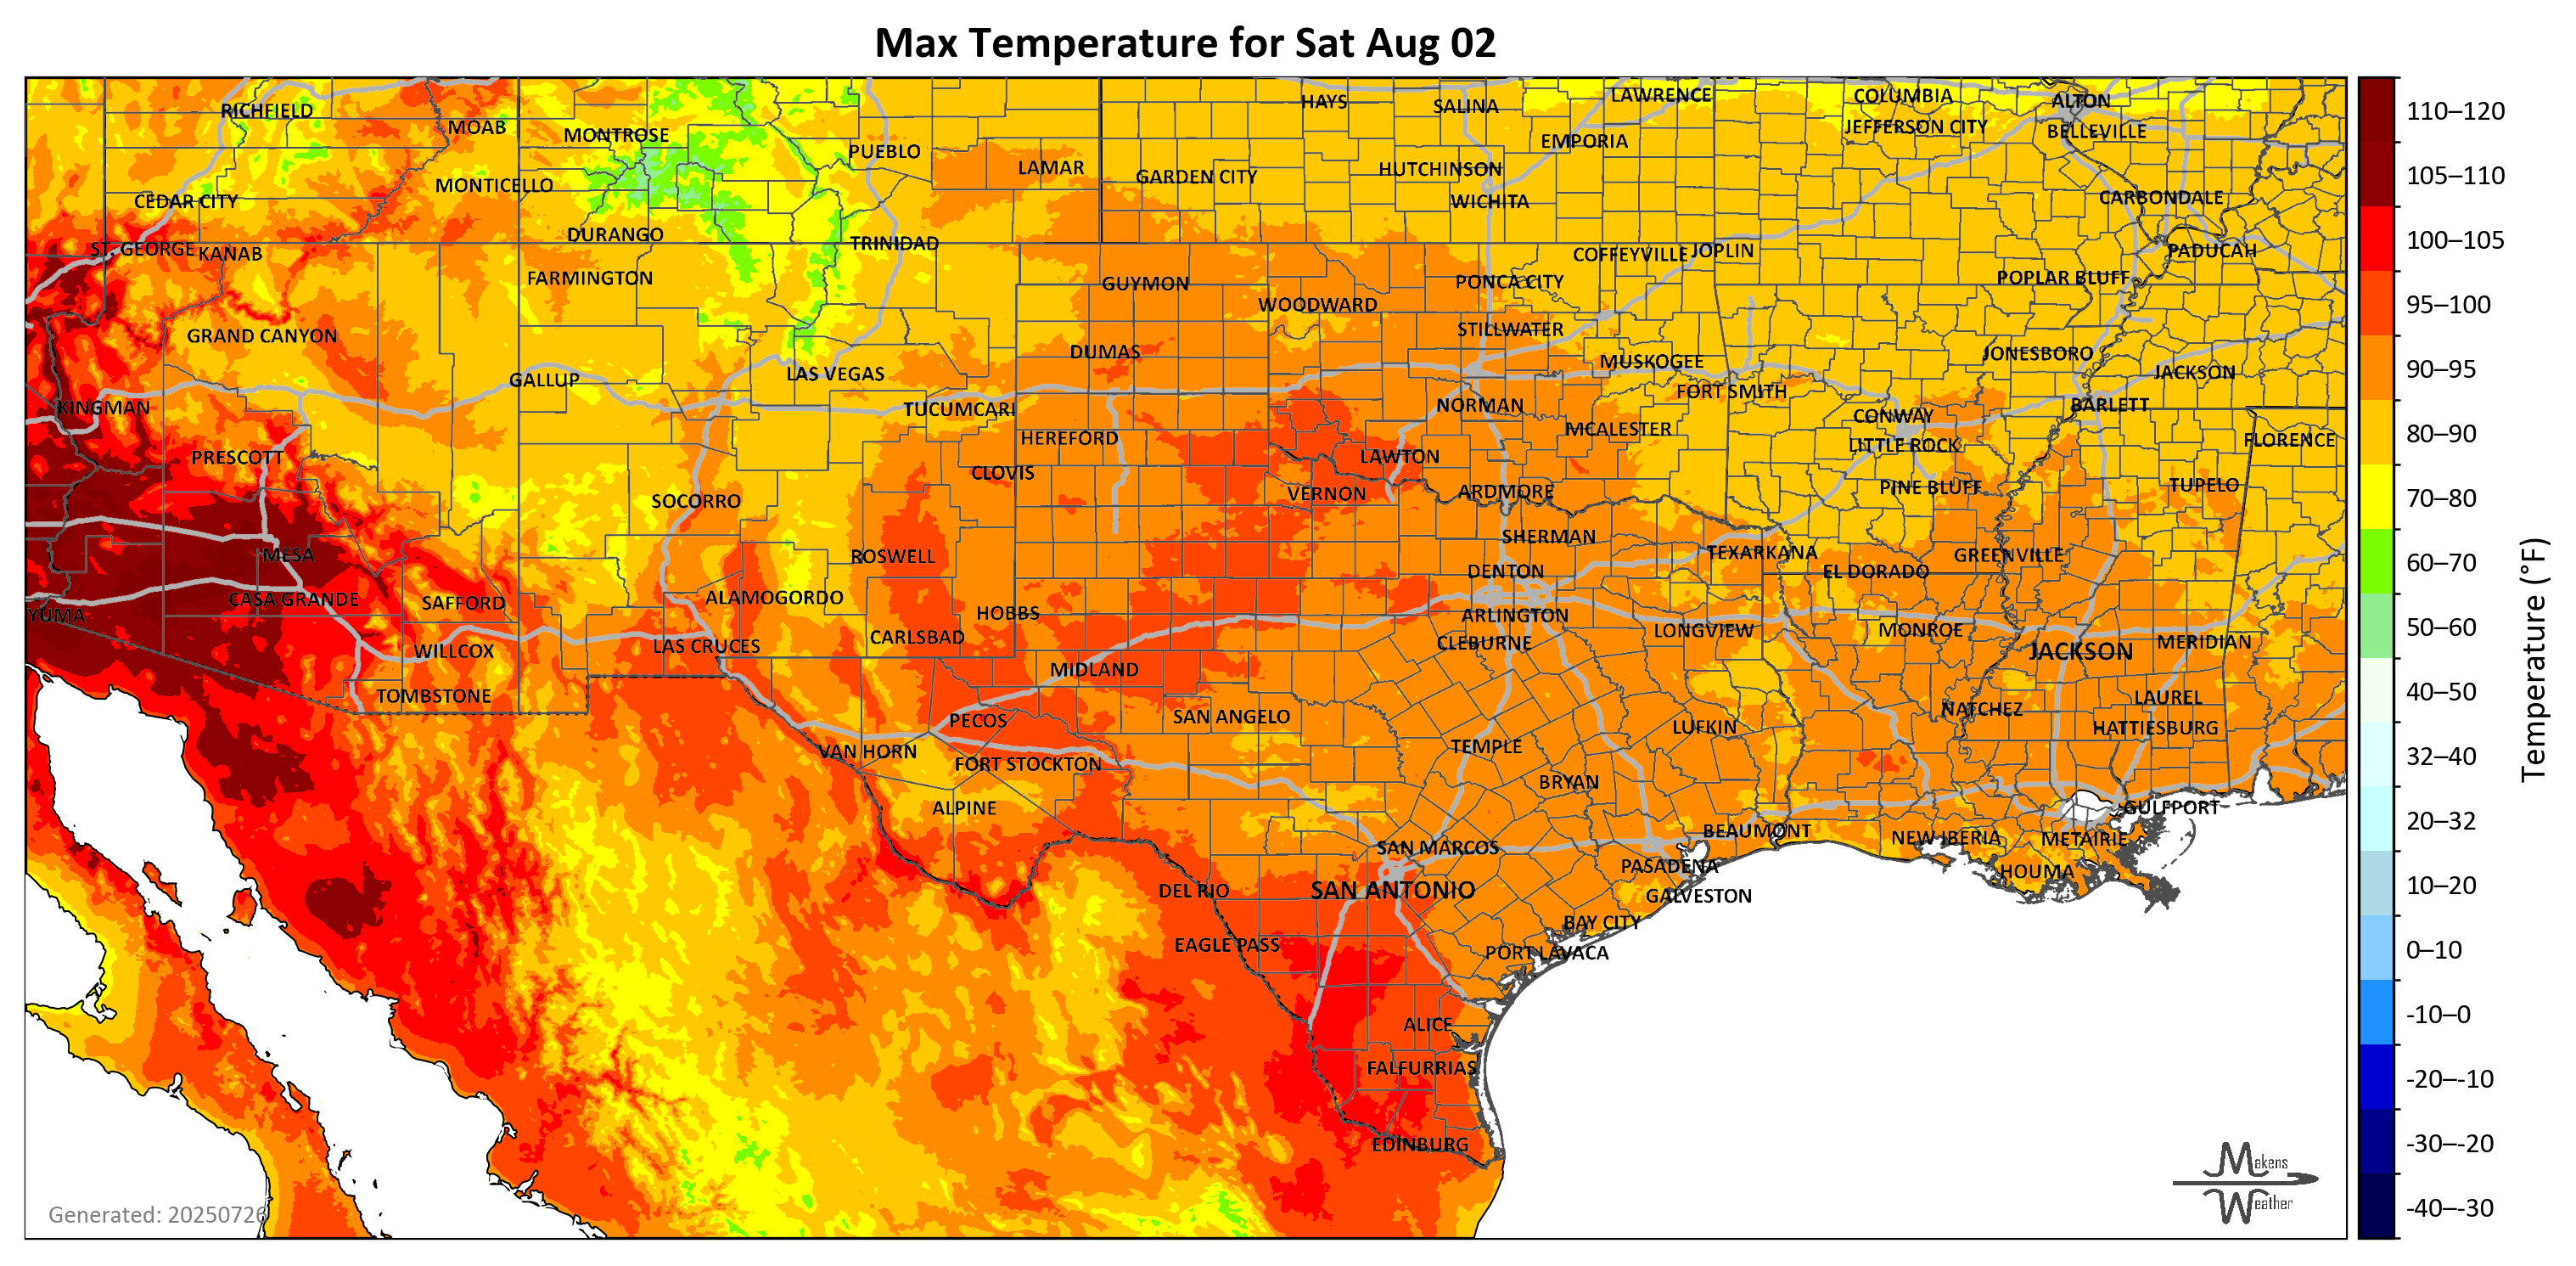 Max Temperature for Sat Aug 02
RICHFIELD
MOAB
MONTROSE
PUEBLO
LAMAR
HAYS
SALINA
LAWRENCE
COLUMBIA
ALTON
GARDEN CITY
HUTCHINSON
EMPORIA
JEFFERSON CITY
BELLEVILLE
CEDAR CITY
MONTICELLO
WICHITA
CARBONDALE
ST. GEORGE
KANAB
DURANGO
TRINIDAD
COFFEYVILLE
JOPLIN
PADUCAH
FARMINGTON
GUYMON
WOODWARD
PONCA CITY
POPLAR BLUFF
GRAND CANYON
DUMAS
STILLWATER
MUSKOGEE
JONESBORO
JACKSON
GALLUP
LAS VEGAS
FORT SMITH
KINGMAN
TUCUMCARI
NORMAN
CONWAY
BARLETT
PRESCOTT
HEREFORD
LAWTON
MCALESTER
LITTLE ROCK
FLORENCE
SOCORRO
CLOVIS
VERNON
ARDMORE
PINE BLUFF
TUPELO
MESA
ROSWELL
SHERMAN
TEXARKANA
GREENVILLE
YUMA
CASA GRANDE
SAFFORD
ALAMOGORDO
HOBBS
DENTON
ARLINGTON
EL DORADO
WILLCOX
LAS CRUCES
CARLSBAD
CLEBURNE
LONGVIEW
MONROE
JACKSON
MERIDIAN
TOMBSTONE
MIDLAND
PECOS
SAN ANGELO
LUFKIN
NATCHEZ
LAUREL
HATTIESBURG
VAN HORN
FORT STOCKTON
TEMPLE
ALPINE
BRYAN
GULFPORT
SAN MARCOS
BEAUMONT
NEW IBERIA
METAIRIE
DEL RIO
SAN ANTONIO
PASADENA
GALVESTON
HOUMA
EAGLE PASS
BAY CITY
PORT LAVACA
ALICE
FALFURRIAS
EDINBURG
Generated: 20250726
Makens
Weather
110–120
105–110
100–105
95–100
90–95
80–90
70–80
60–70
50–60
40–50
32–40
20–32
10–20
0–10
-10–0
-20–-10
-30–-20
-40–-30
Temperature (°F)